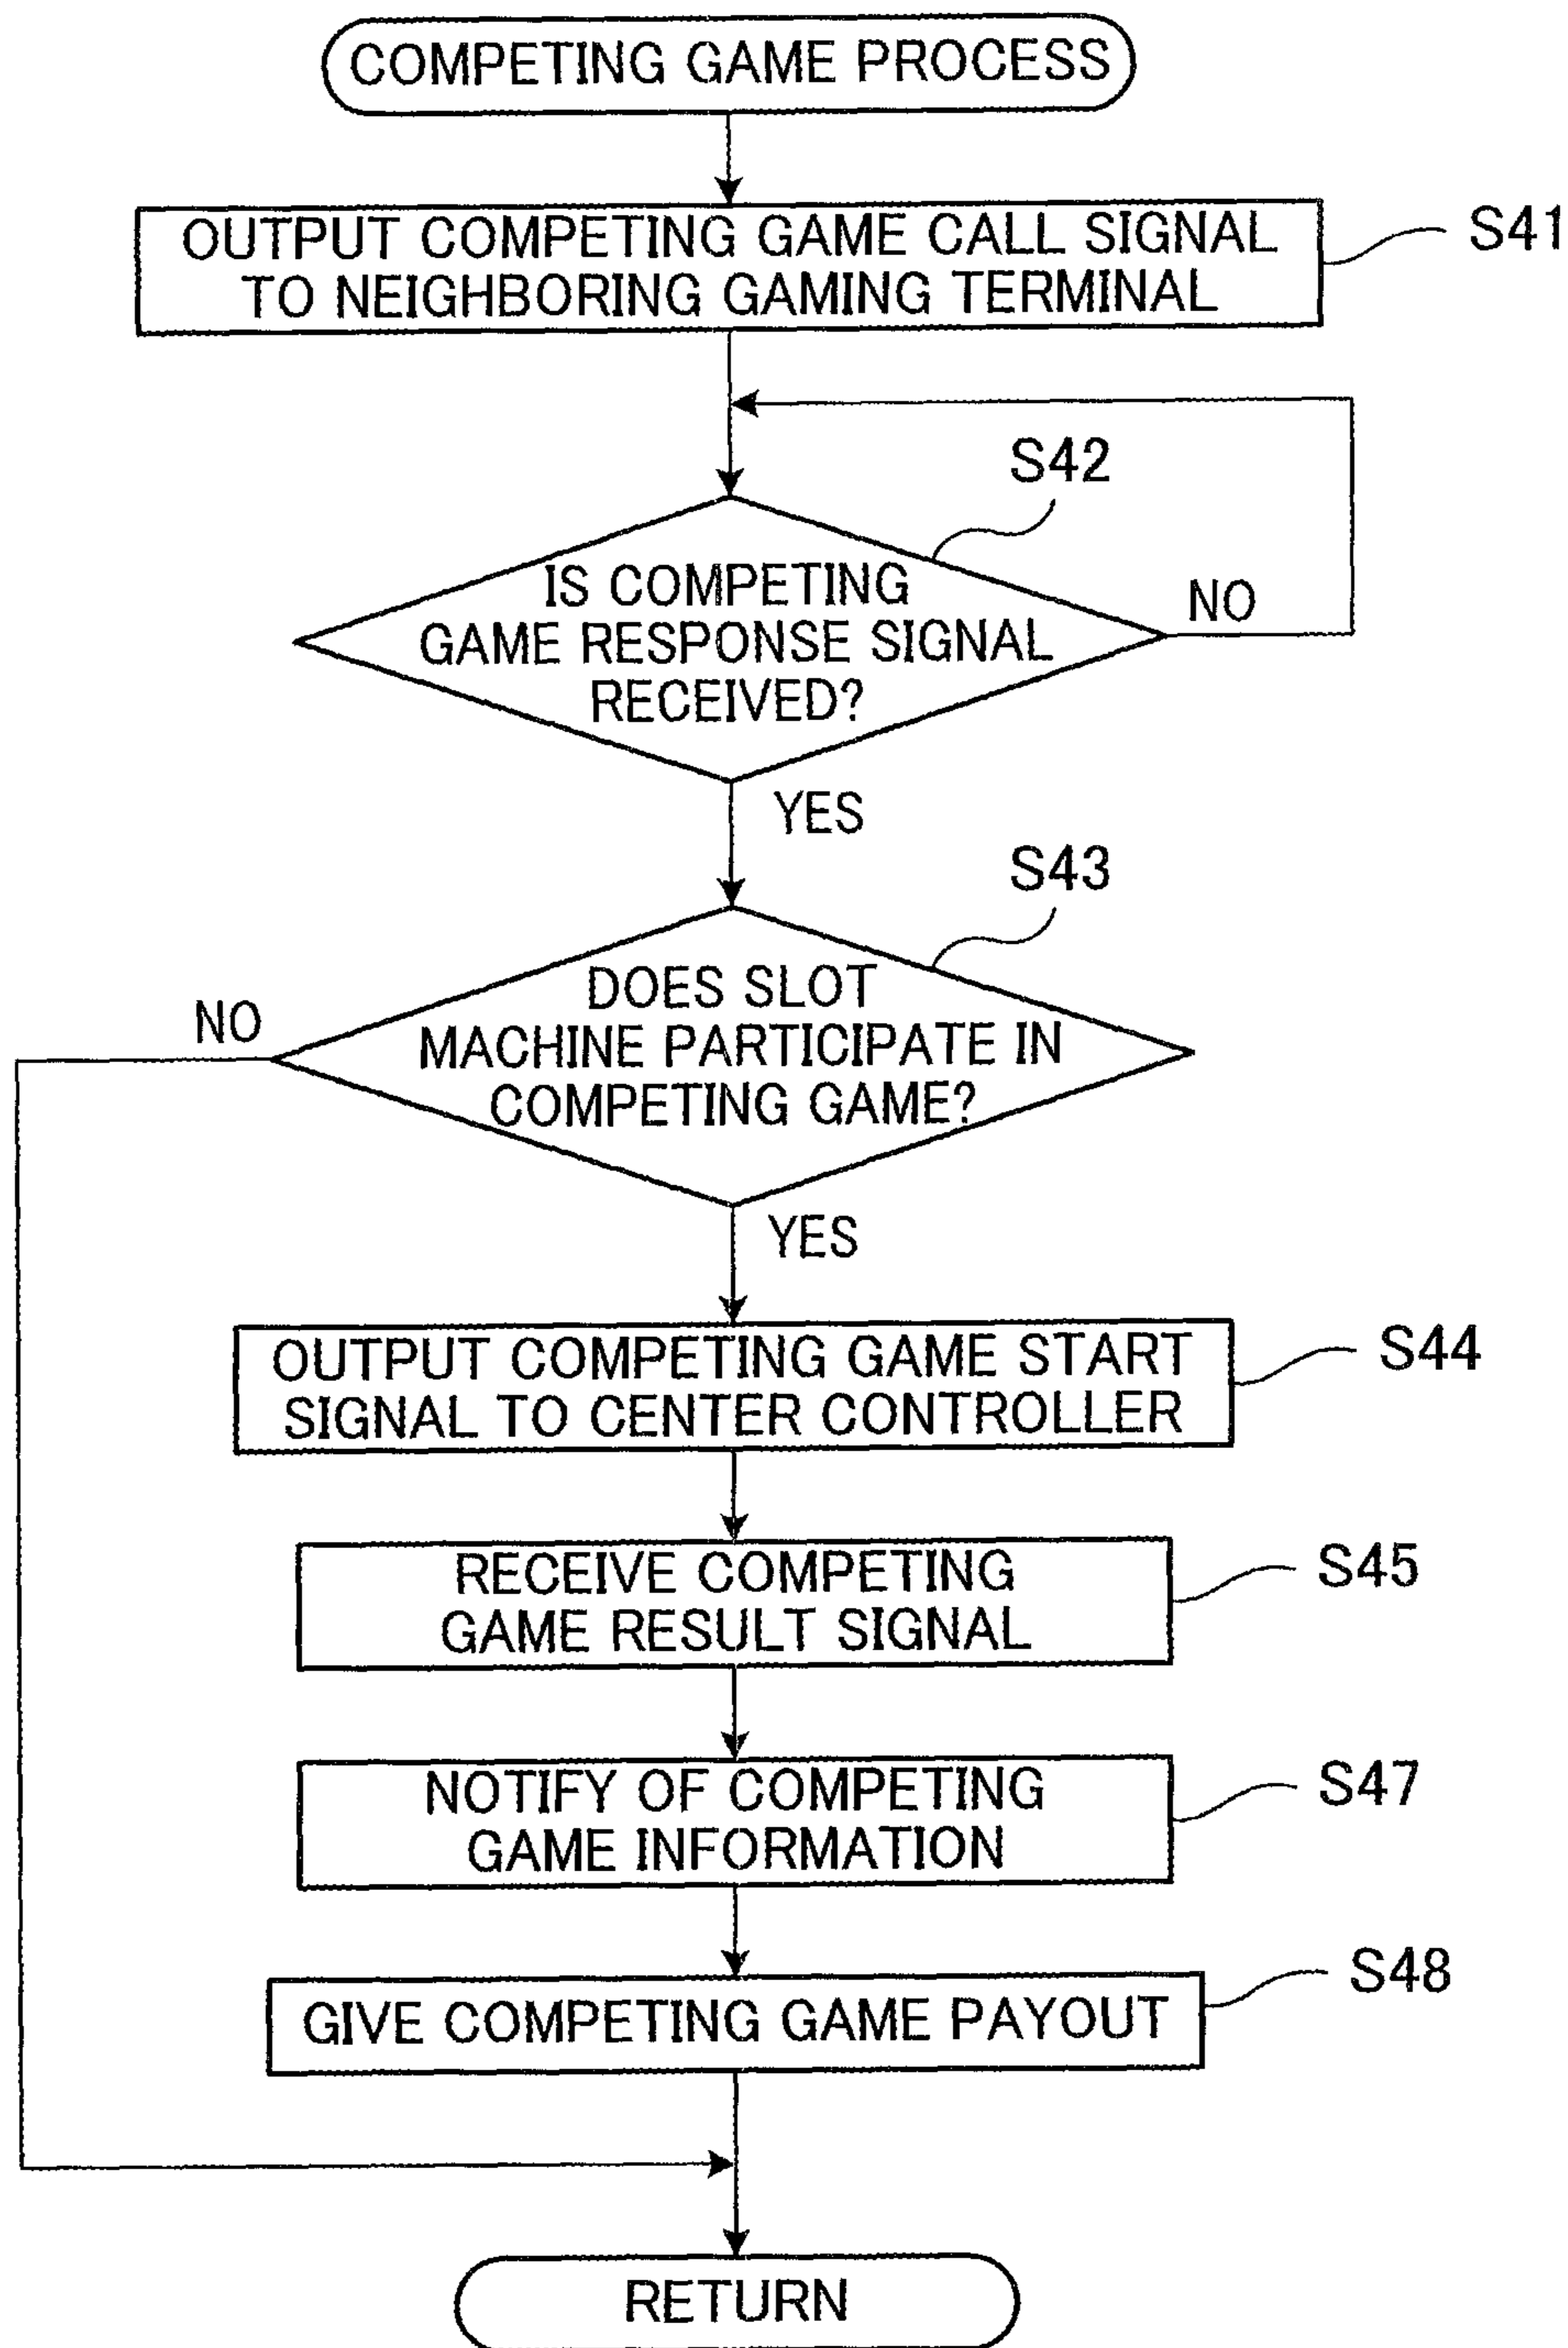 COMPETING GAME PROCESS
OUTPUT COMPETING GAME CALL SIGNAL
TO NEIGHBORING GAMING TERMINAL
S41
S42
IS COMPETING
GAME RESPONSE SIGNAL
RECEIVED?
NO
YES
S43
DOES SLOT
MACHINE PARTICIPATE IN
COMPETING GAME?
NO
YES
OUTPUT COMPETING GAME START
SIGNAL TO CENTER CONTROLLER
S44
RECEIVE COMPETING
GAME RESULT SIGNAL
S45
NOTIFY OF COMPETING
GAME INFORMATION
S47
GIVE COMPETING GAME PAYOUT
S48
RETURN